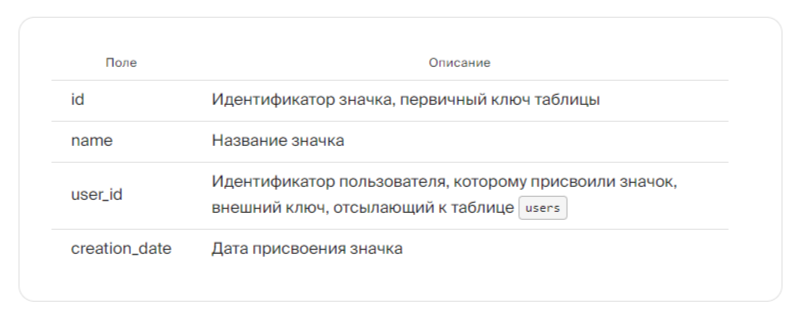 Поле Описание
id Идентификатор значка, первичный ключ таблицы
name Название значка
user_id Идентификатор пользователя, которому присвоили значок,
внешний ключ, отсылающий к таблице users
creation_date Дата присвоения значка